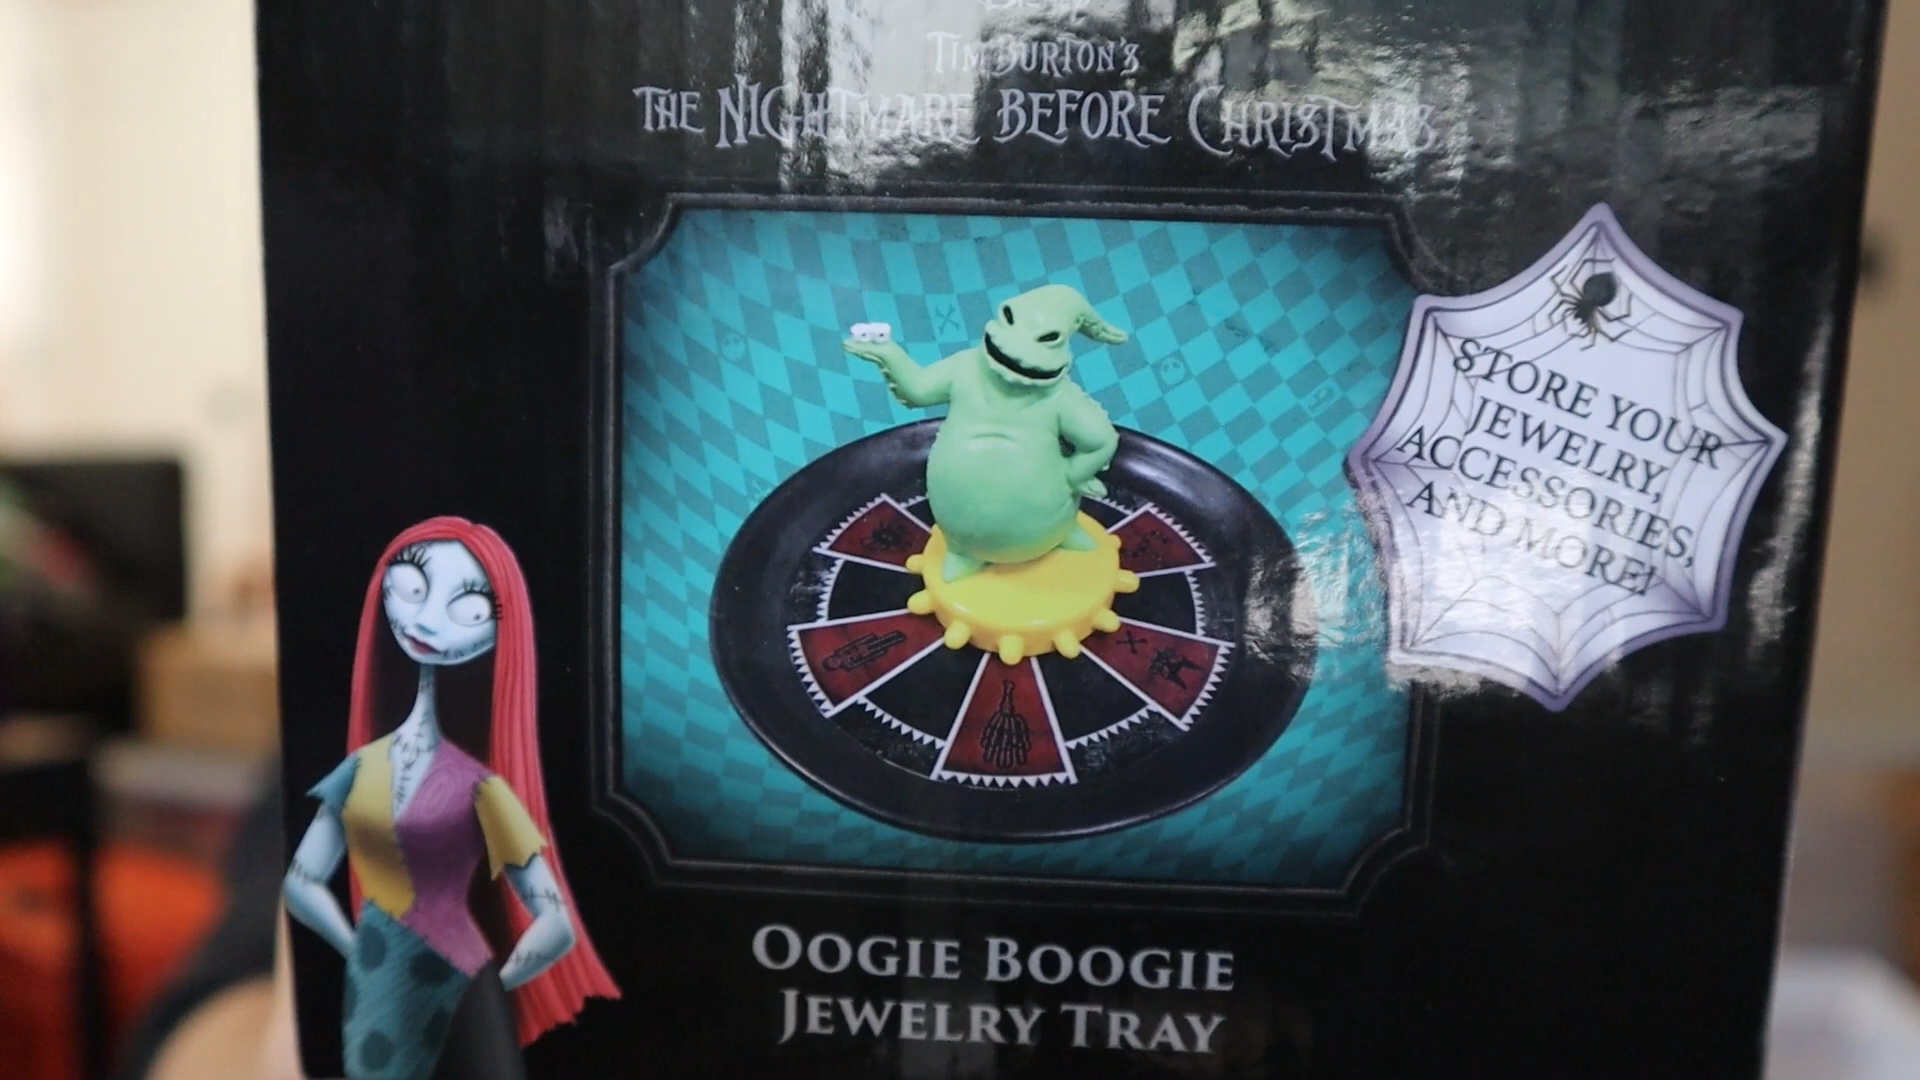 TIM BURTON'S
THE NIGHTMARE BEFORE CHRISTMAS
STORE YOUR
JEWELRY,
ACCESSORIES,
AND MORE!
OOGIE BOOGIE
JEWELRY TRAY